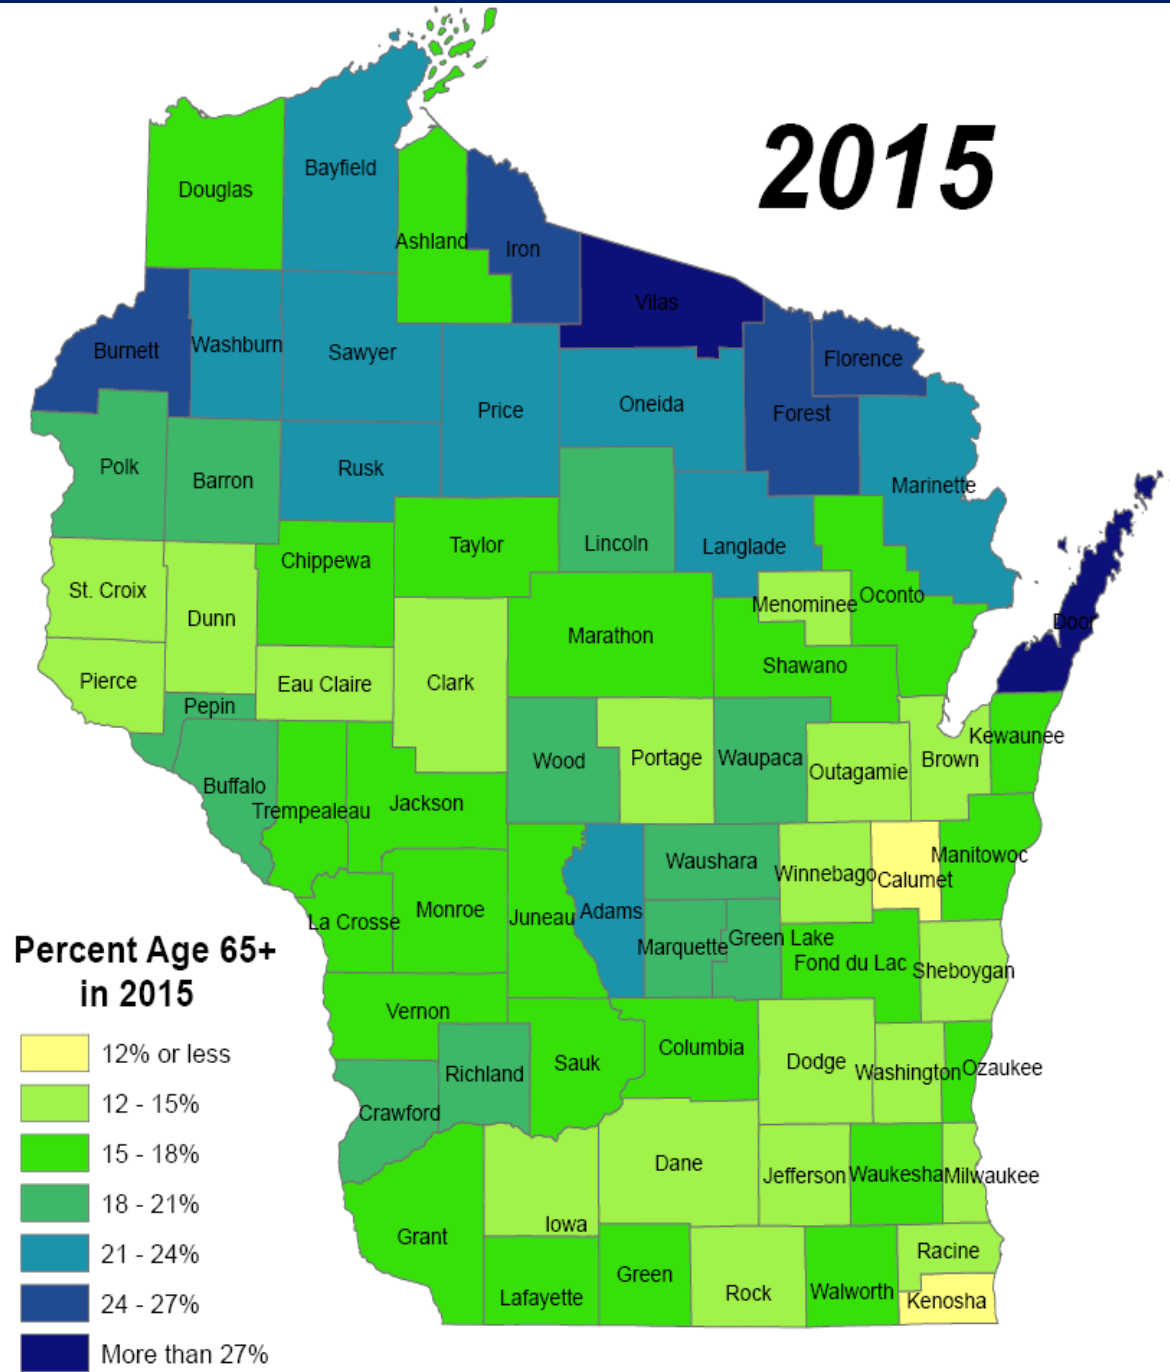 2015
Douglas
Bayfield
Ashland
Iron
Vilas
Burnett
Washburn
Sawyer
Price
Oneida
Forest
Florence
Marinette
Polk
Barron
Rusk
Lincoln
Langlade
Chippewa
Taylor
Oconto
St. Croix
Dunn
Menominee
Door
Marathon
Shawano
Pierce
Eau Claire
Clark
Pepin
Kewaunee
Buffalo
Wood
Portage
Waupaca
Outagamie
Brown
Trempealeau
Jackson
Waushara
Winnebago
Calumet
Manitowoc
La Crosse
Monroe
Juneau
Adams
Marquette
Green Lake
Fond du Lac
Sheboygan
Vernon
Richland
Sauk
Columbia
Dodge
Washington
Ozaukee
Crawford
Dane
Jefferson
Waukesha
Milwaukee
Grant
Iowa
Lafayette
Green
Rock
Walworth
Racine
Kenosha
Percent Age 65+
in 2015
12% or less
12 - 15%
15 - 18%
18 - 21%
21 - 24%
24 - 27%
More than 27%